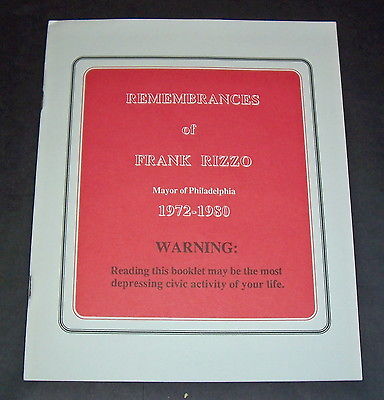 REMEMBRANCES
of
FRANK RIZZO
Mayor of Philadelphia
1972-1980
WARNING:
Reading this booklet may be the most
depressing civic activity of your life.